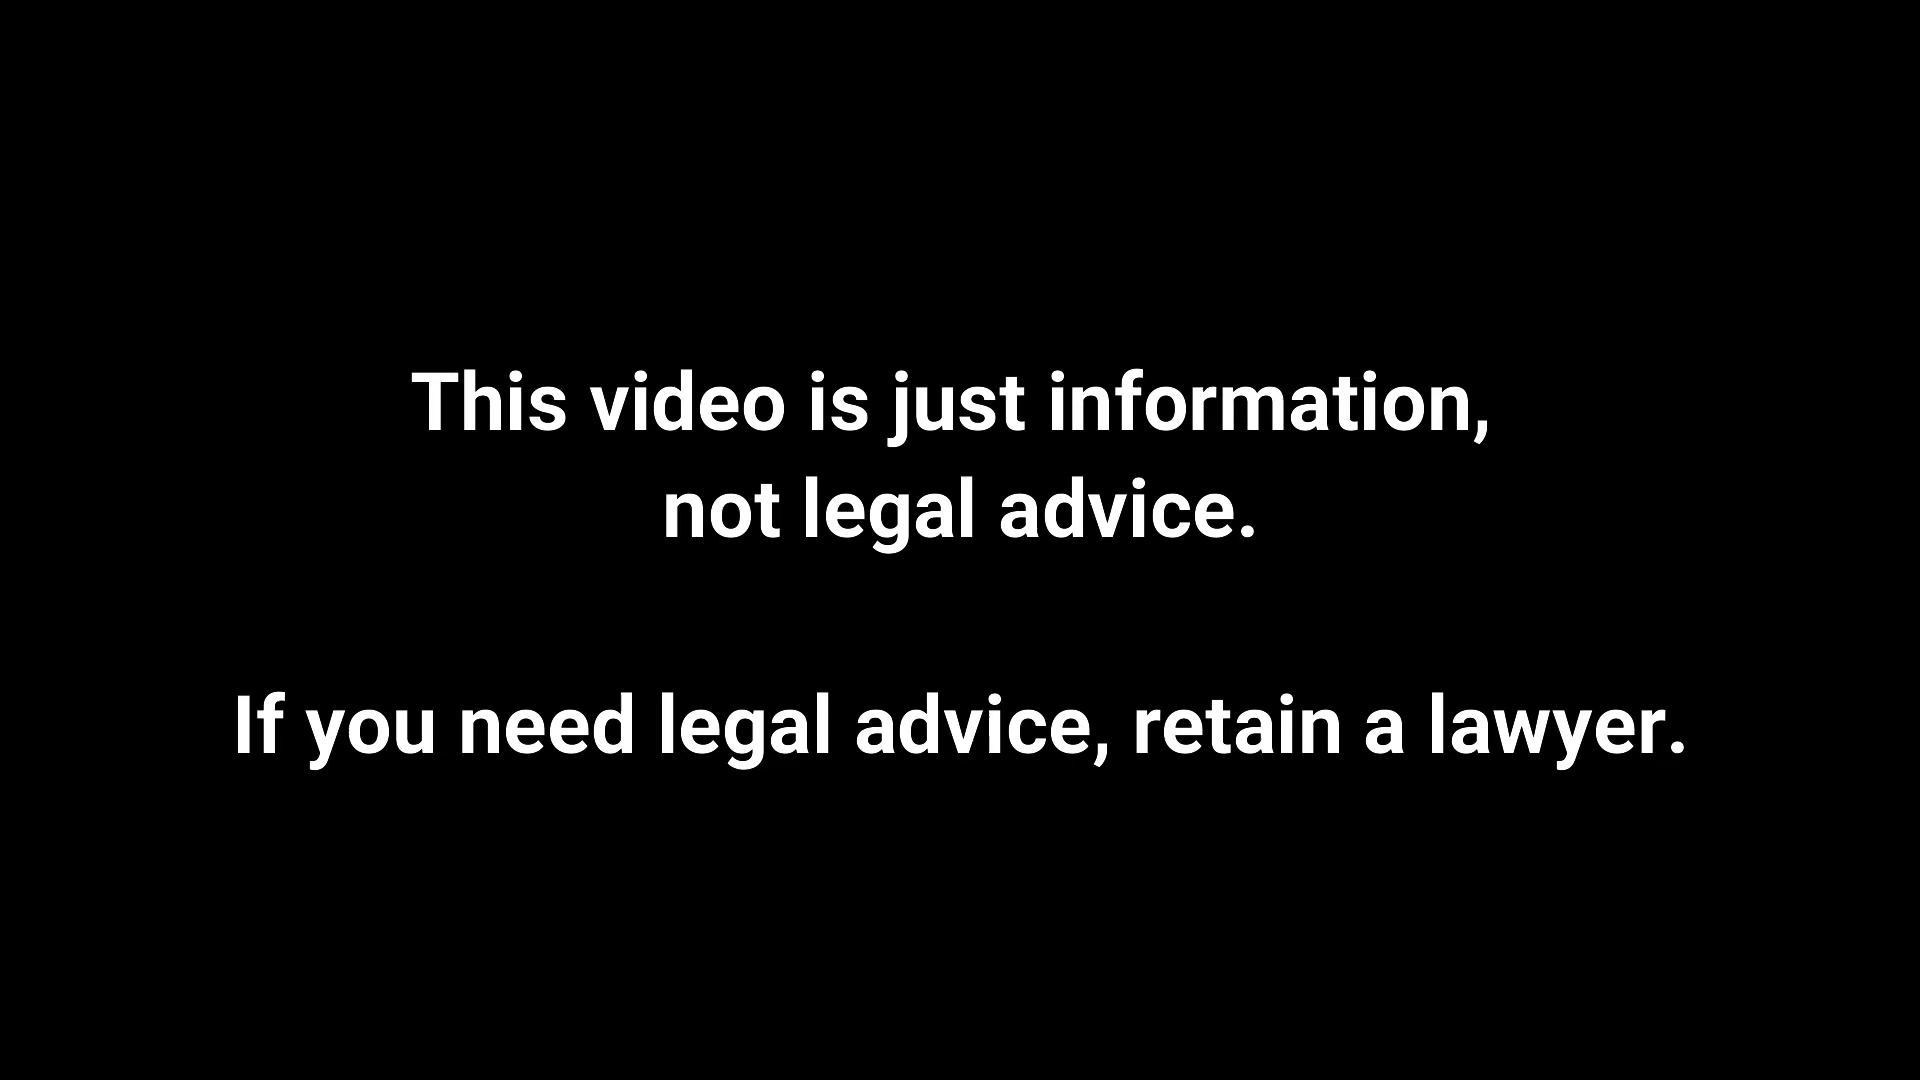 This video is just information,
not legal advice.
If you need legal advice, retain a lawyer.